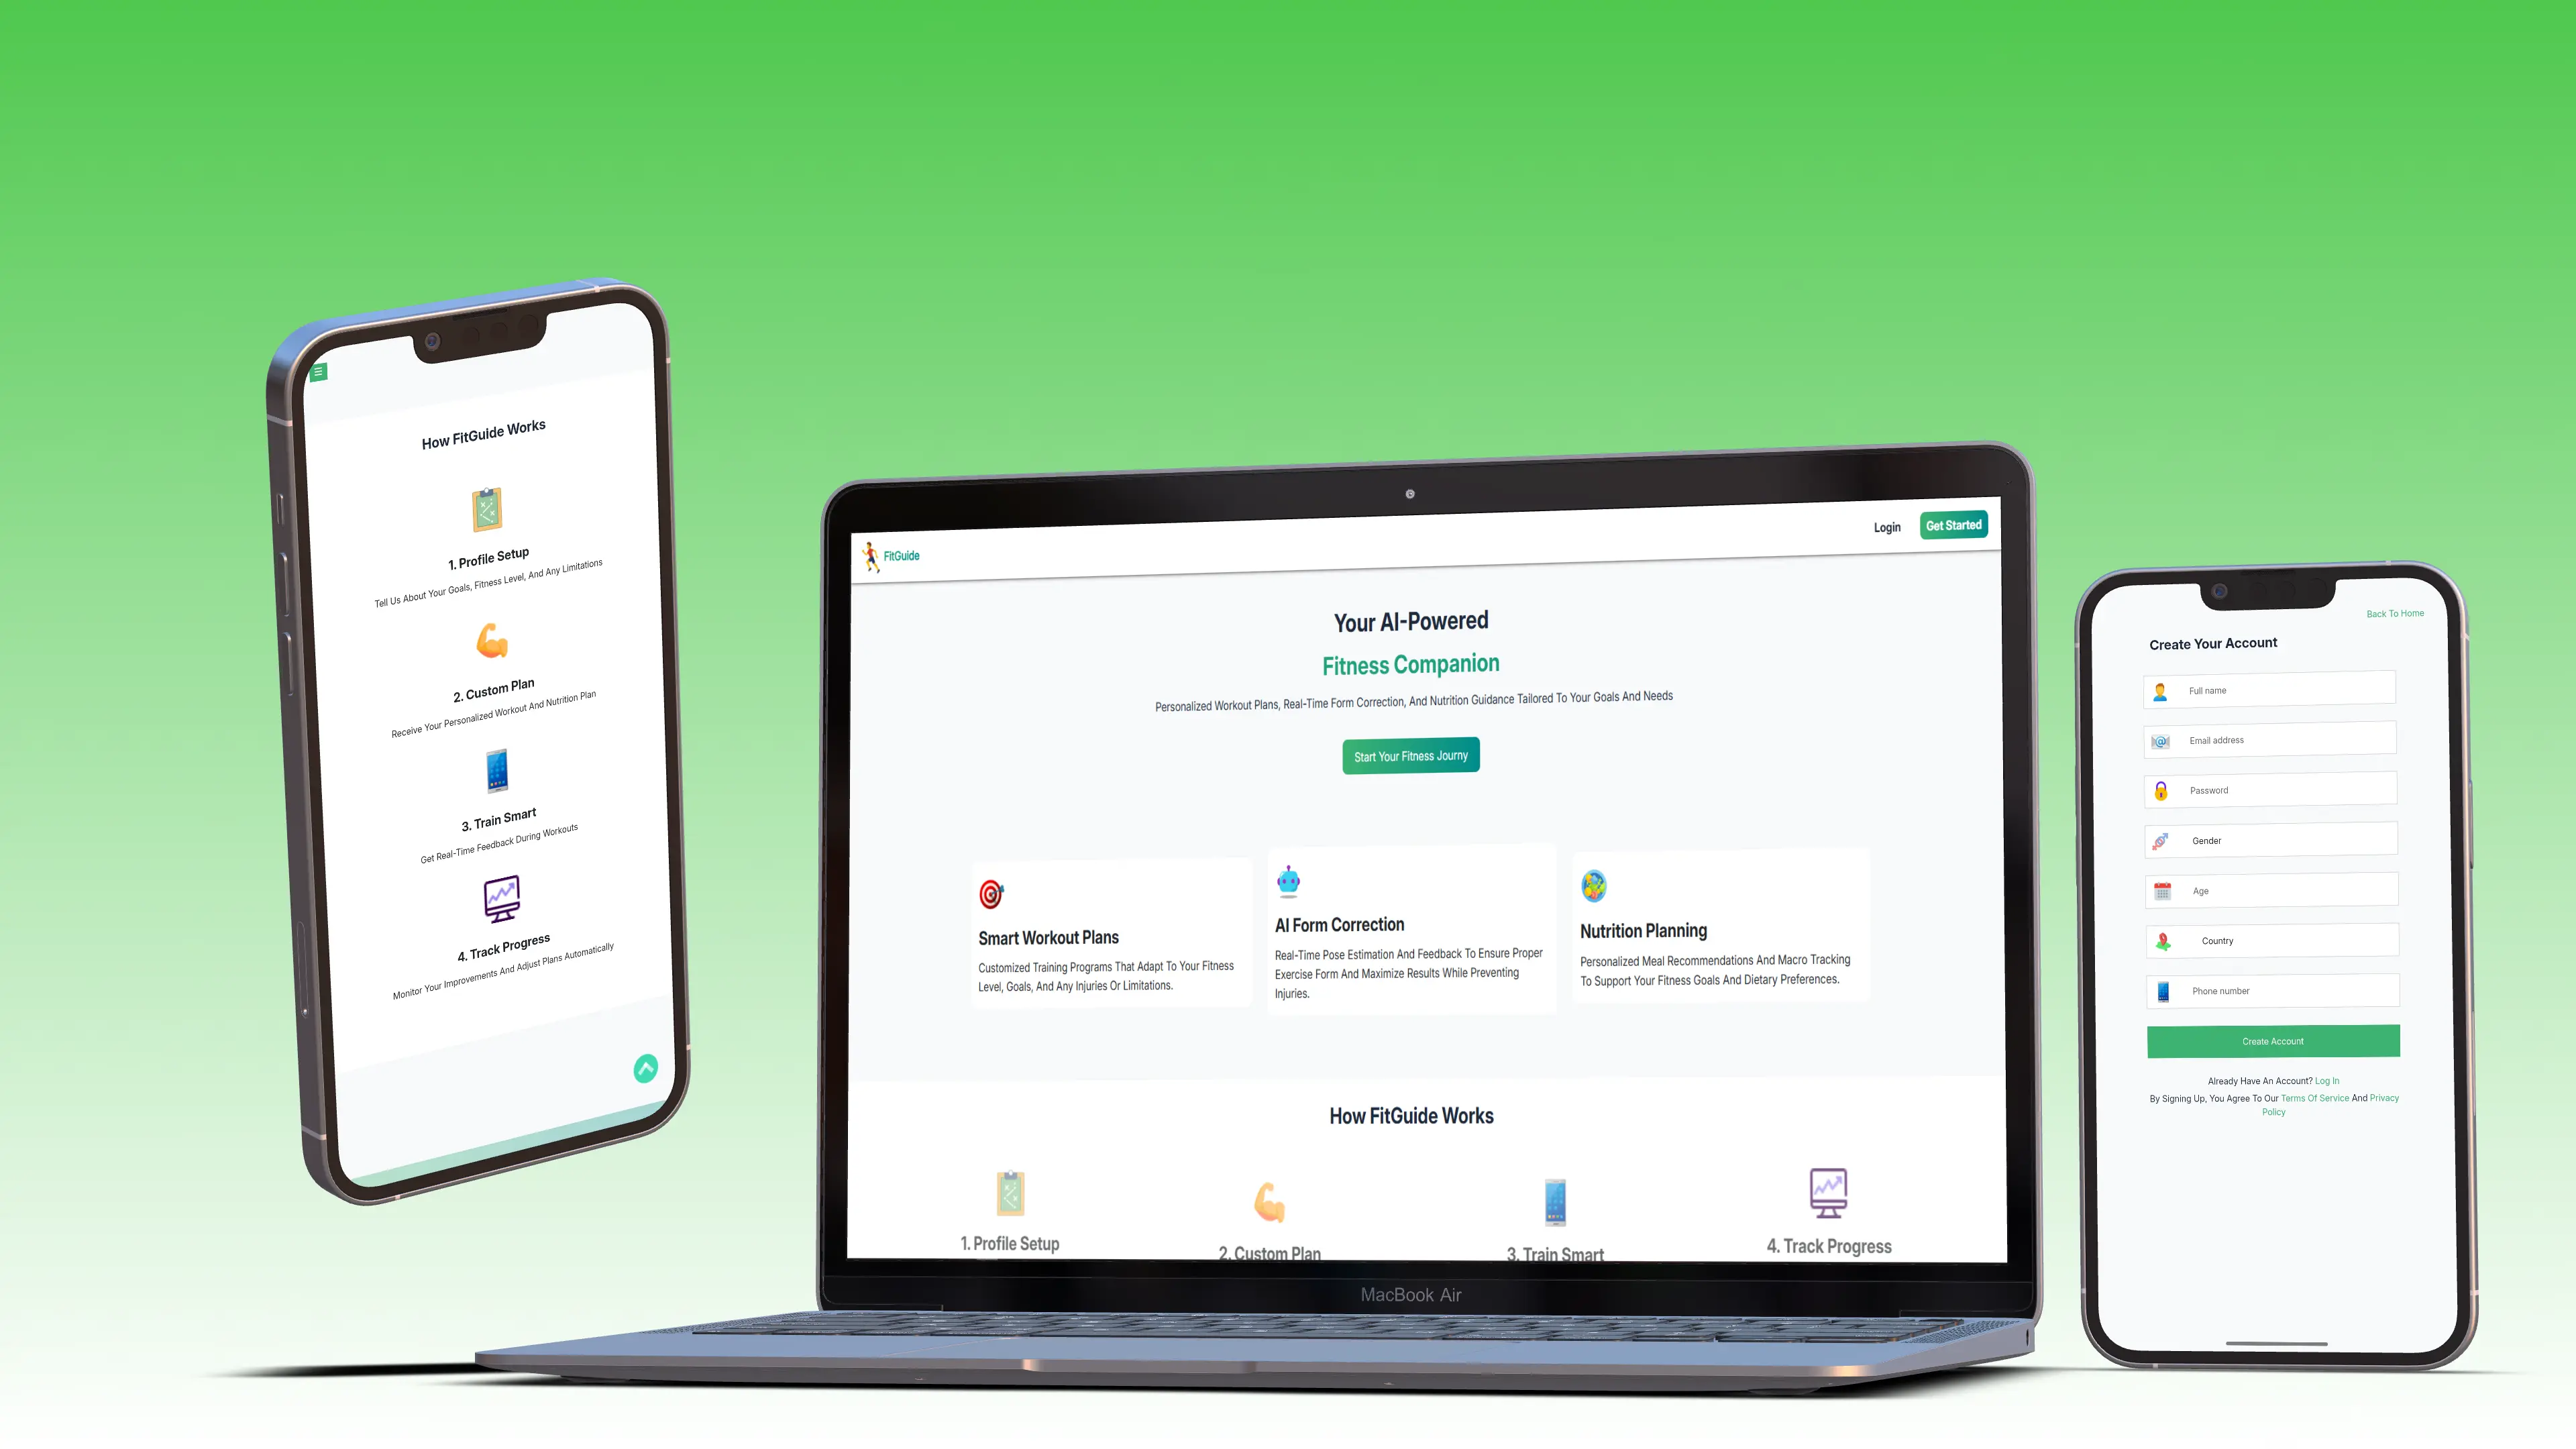 How FitGuide Works
1. Profile Setup
Tell Us About Your Goals, Fitness Level, And Any Limitations
2. Custom Plan
Receive Your Personalized Workout And Nutrition Plan
3. Train Smart
Get Real-Time Feedback During Workouts
4. Track Progress
Monitor Your Improvements And Adjust Plans Automatically
FitGuide
Login
Get Started
Your AI-Powered
Fitness Companion
Personalized Workout Plans, Real-Time Form Correction, And Nutrition Guidance Tailored To Your Goals And Needs
Start Your Fitness Journy
Smart Workout Plans
Customized Training Programs That Adapt To Your Fitness
Level, Goals, And Any Injuries Or Limitations.
AI Form Correction
Real-Time Pose Estimation And Feedback To Ensure Proper
Exercise Form And Maximize Results While Preventing
Injuries.
Nutrition Planning
Personalized Meal Recommendations And Macro Tracking
To Support Your Fitness Goals And Dietary Preferences.
How FitGuide Works
1. Profile Setup
2. Custom Plan
3. Train Smart
4. Track Progress
MacBook Air
Back To Home
Create Your Account
Full name
Email address
Password
Gender
Age
Country
Phone number
Create Account
Already Have An Account? Log In
By Signing Up, You Agree To Our Terms Of Service And Privacy
Policy